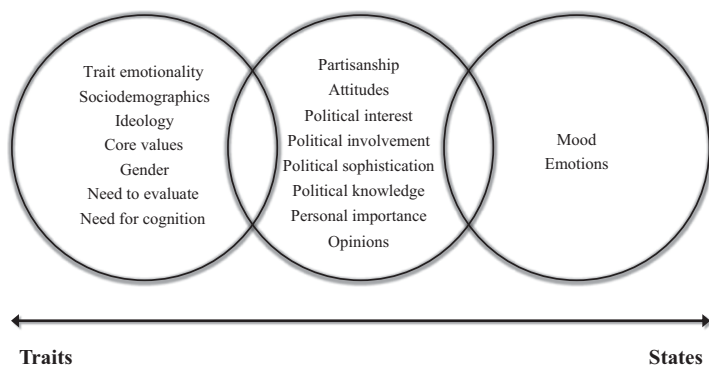 Trait emotionality
Sociodemographics
Ideology
Core values
Gender
Need to evaluate
Need for cognition
Partisanship
Attitudes
Political interest
Political involvement
Political sophistication
Political knowledge
Personal importance
Opinions
Mood
Emotions
Traits
States